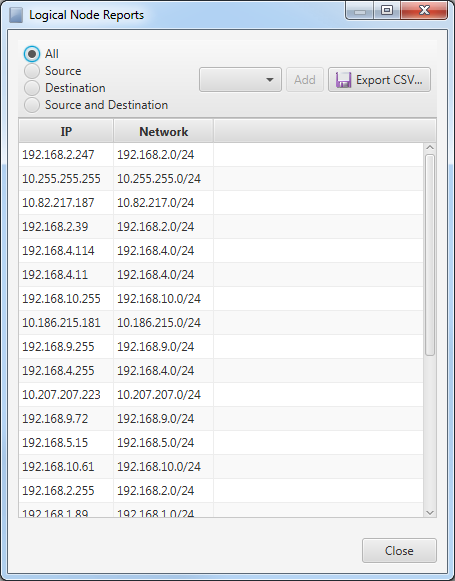 Logical Node Reports
All
Source
Destination
Source and Destination
Add
Export CSV...
IP Network
192.168.2.247 192.168.2.0/24
10.255.255.255 10.255.255.0/24
10.82.217.187 10.82.217.0/24
192.168.2.39 192.168.2.0/24
192.168.4.114 192.168.4.0/24
192.168.4.11 192.168.4.0/24
192.168.10.255 192.168.10.0/24
10.186.215.181 10.186.215.0/24
192.168.9.255 192.168.9.0/24
192.168.4.255 192.168.4.0/24
10.207.207.223 10.207.207.0/24
192.168.9.72 192.168.9.0/24
192.168.5.15 192.168.5.0/24
192.168.10.61 192.168.10.0/24
192.168.2.255 192.168.2.0/24
192.168.1.89 192.168.1.0/24
Close